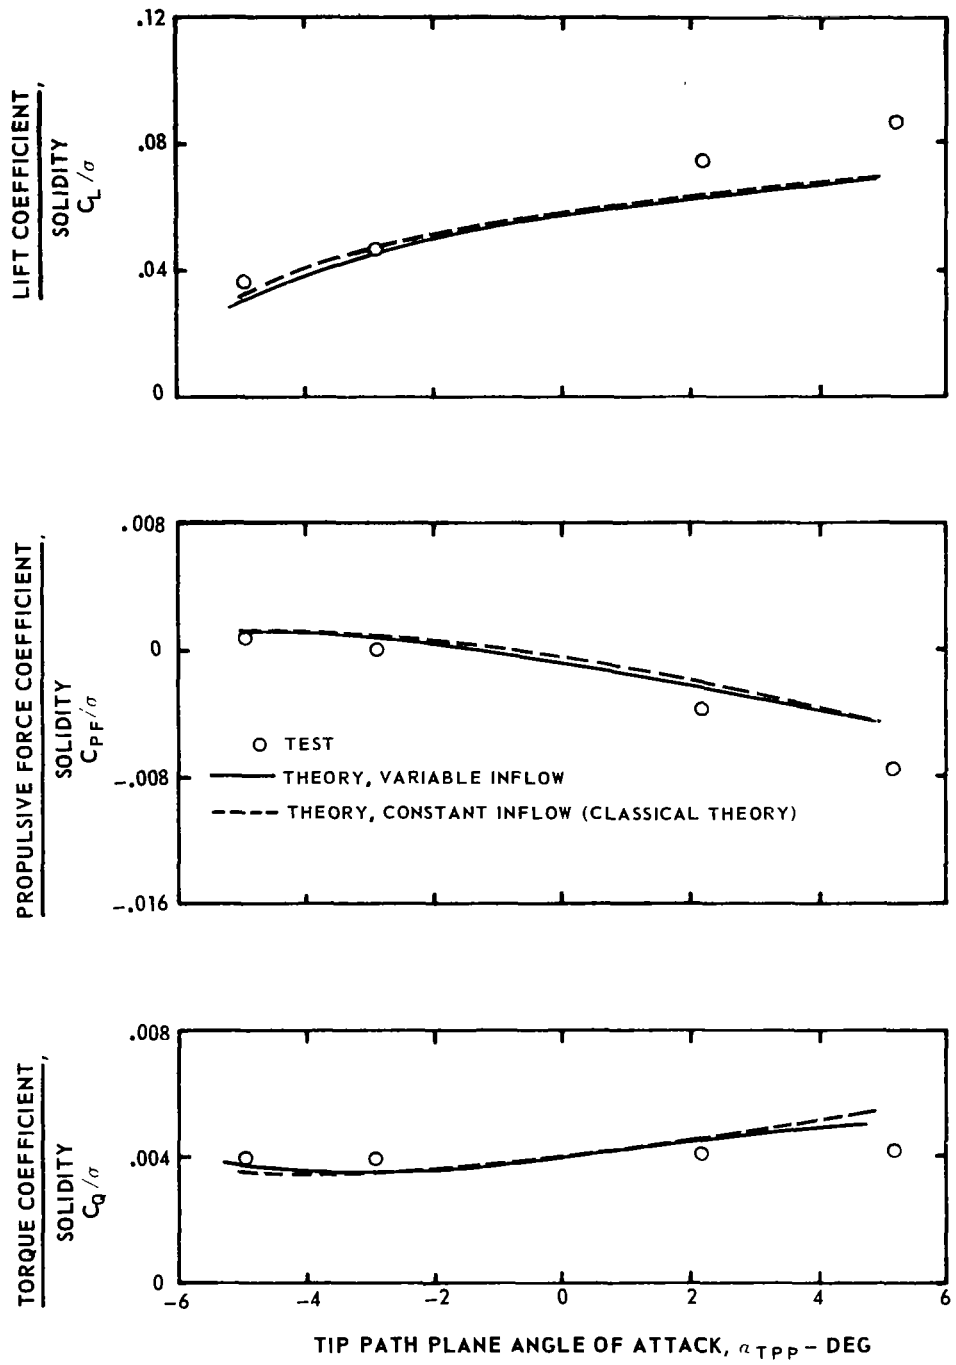 LIFT COEFFICIENT,
SOLIDITY
C_L/σ
.12
.08
.04
0
PROPULSIVE FORCE COEFFICIENT,
SOLIDITY
C_PF/σ
.008
0
-.008
-.016
TEST
THEORY, VARIABLE INFLOW
THEORY, CONSTANT INFLOW (CLASSICAL THEORY)
TORQUE COEFFICIENT,
SOLIDITY
C_Q/σ
.008
.004
0
-6 -4 -2 0 2 4 6
TIP PATH PLANE ANGLE OF ATTACK, α_TPP - DEG